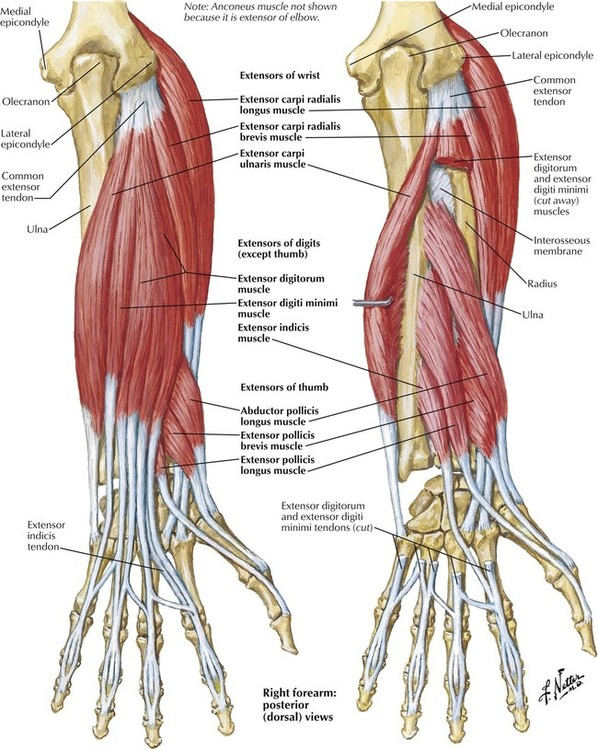 Note: Anconeus muscle not shown
because it is extensor of elbow.
Medial
epicondyle
Olecranon
Lateral
epicondyle
Common
extensor
tendon
Ulna
Extensor
indicis
tendon
Extensors of wrist
Extensor carpi radialis
longus muscle
Extensor carpi radialis
brevis muscle
Extensor carpi
ulnaris muscle
Extensors of digits
(except thumb)
Extensor digitorum
muscle
Extensor digiti minimi
muscle
Extensor indicis
muscle
Extensors of thumb
Abductor pollicis
longus muscle
Extensor pollicis
brevis muscle
Extensor pollicis
longus muscle
Extensor digitorum
and extensor digiti
minimi tendons (cut)
Right forearm:
posterior
(dorsal) views
Medial epicondyle
Olecranon
Lateral epicondyle
Common
extensor
tendon
Extensor
digitorum
and extensor
digiti minimi
(cut away)
muscles
Interosseous
membrane
Radius
Ulna
F. Netter
M.D.